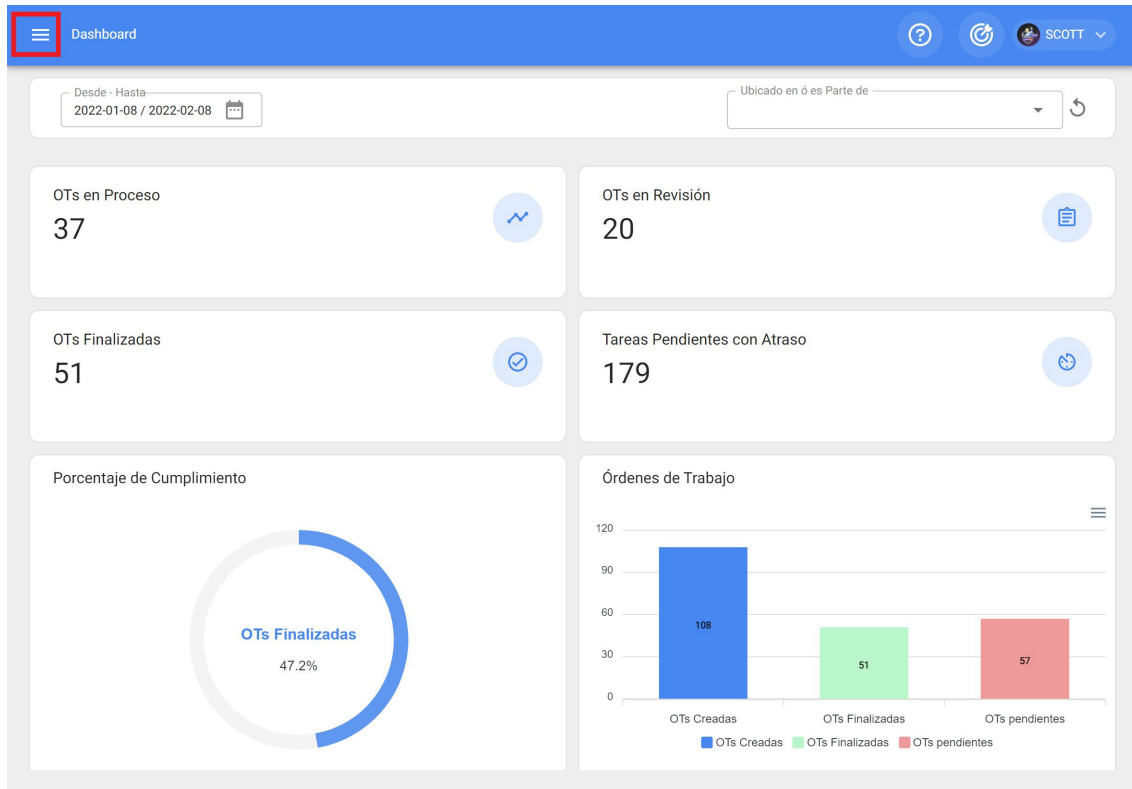 Dashboard
SCOTT
Desde - Hasta
2022-01-08 / 2022-02-08
Ubicado en ó es Parte de
OTs en Proceso
37
OTs en Revisión
20
OTs Finalizadas
51
Tareas Pendientes con Atraso
179
Porcentaje de Cumplimiento
OTs Finalizadas
47.2%
Órdenes de Trabajo
120
90
60
30
0
108
51
57
OTs Creadas
OTs Finalizadas
OTs pendientes
OTs Creadas OTs Finalizadas OTs pendientes